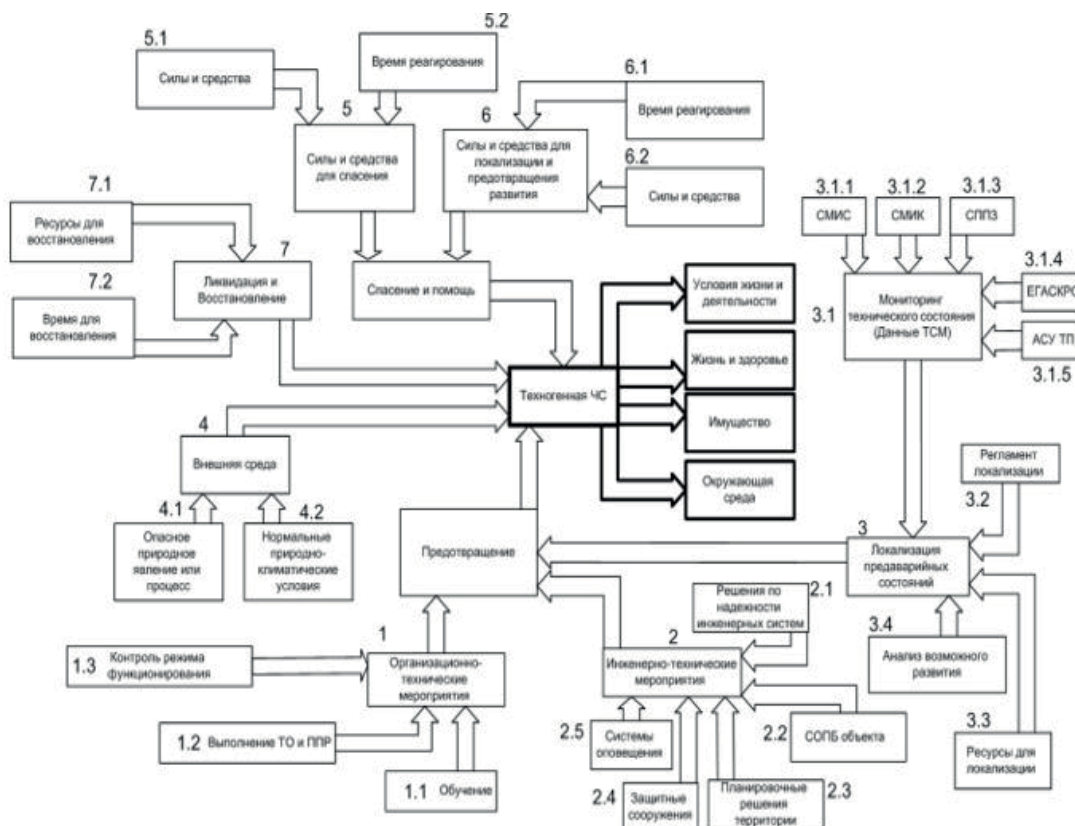 5.1
Силы и средства
5.2
Время реагирования
5
Силы и средства
для спасения
6.1
Время реагирования
6
Силы и средства для
локализации и
предотвращения
развития
6.2
Силы и средства
7.1
Ресурсы для
восстановления
7
Ликвидация и
Восстановление
7.2
Время для
восстановления
Спасение и помощь
3.1.1
СМИС
3.1.2
СМИК
3.1.3
СППЗ
3.1
Мониторинг
технического состояния
(Данные ТСМ)
3.1.4
ЕГАСКРО
АСУ ТП
3.1.5
Условия жизни и
деятельности
Жизнь и здоровье
Техногенная ЧС
Имущество
Окружающая
среда
4
Внешняя среда
4.1
Опасное
природное
явление или
процесс
4.2
Нормальные
природно-
климатические
условия
Предотвращение
Регламент
локализации
3.2
3
Локализация
предаварийных
состояний
3.4
Анализ возможного
развития
3.3
Ресурсы для
локализации
Решения по
надежности
инженерных систем
2.1
2
Инженерно-технические
мероприятия
2.2
СОПБ объекта
2.5
Системы
оповещения
2.4
Защитные
сооружения
Планировочные
решения
территории
2.3
1
Организационно-
технические
мероприятия
1.3
Контроль режима
функционирования
1.2
Выполнение ТО и ППР
1.1
Обучение